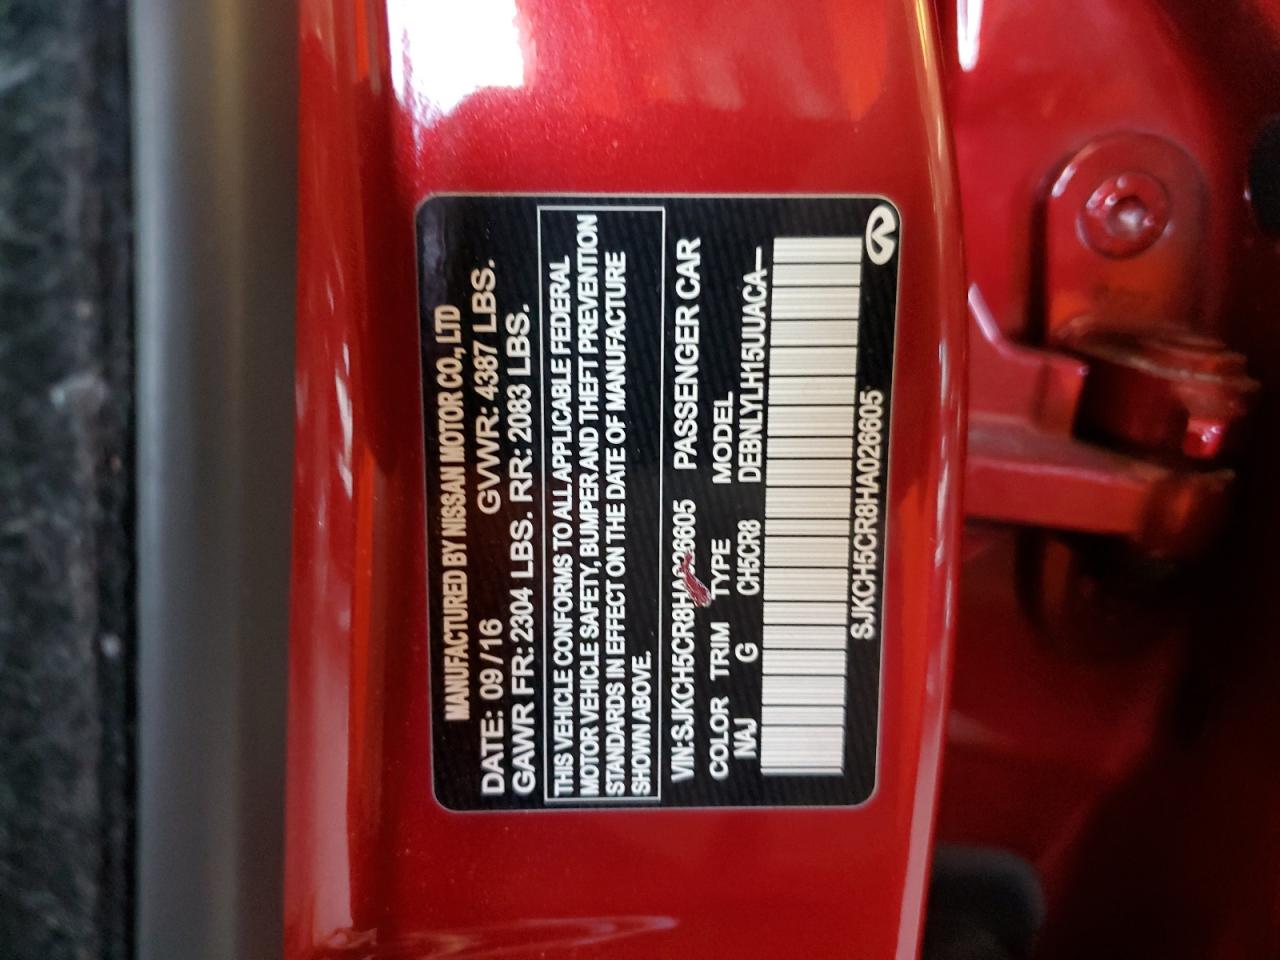 MANUFACTURED BY NISSAN MOTOR CO., LTD
DATE: 09/16 GVWR: 4387 LBS.
GAWR FR: 2304 LBS. RR: 2083 LBS.
THIS VEHICLE CONFORMS TO ALL APPLICABLE FEDERAL
MOTOR VEHICLE SAFETY, BUMPER AND THEFT PREVENTION
STANDARDS IN EFFECT ON THE DATE OF MANUFACTURE
SHOWN ABOVE.
VIN:SJKCH5CR8HA026605 PASSENGER CAR
COLOR TRIM TYPE MODEL
NAJ G CH5CR8 DEBNLYLH15UUACA—
SJKCH5CR8HA026605